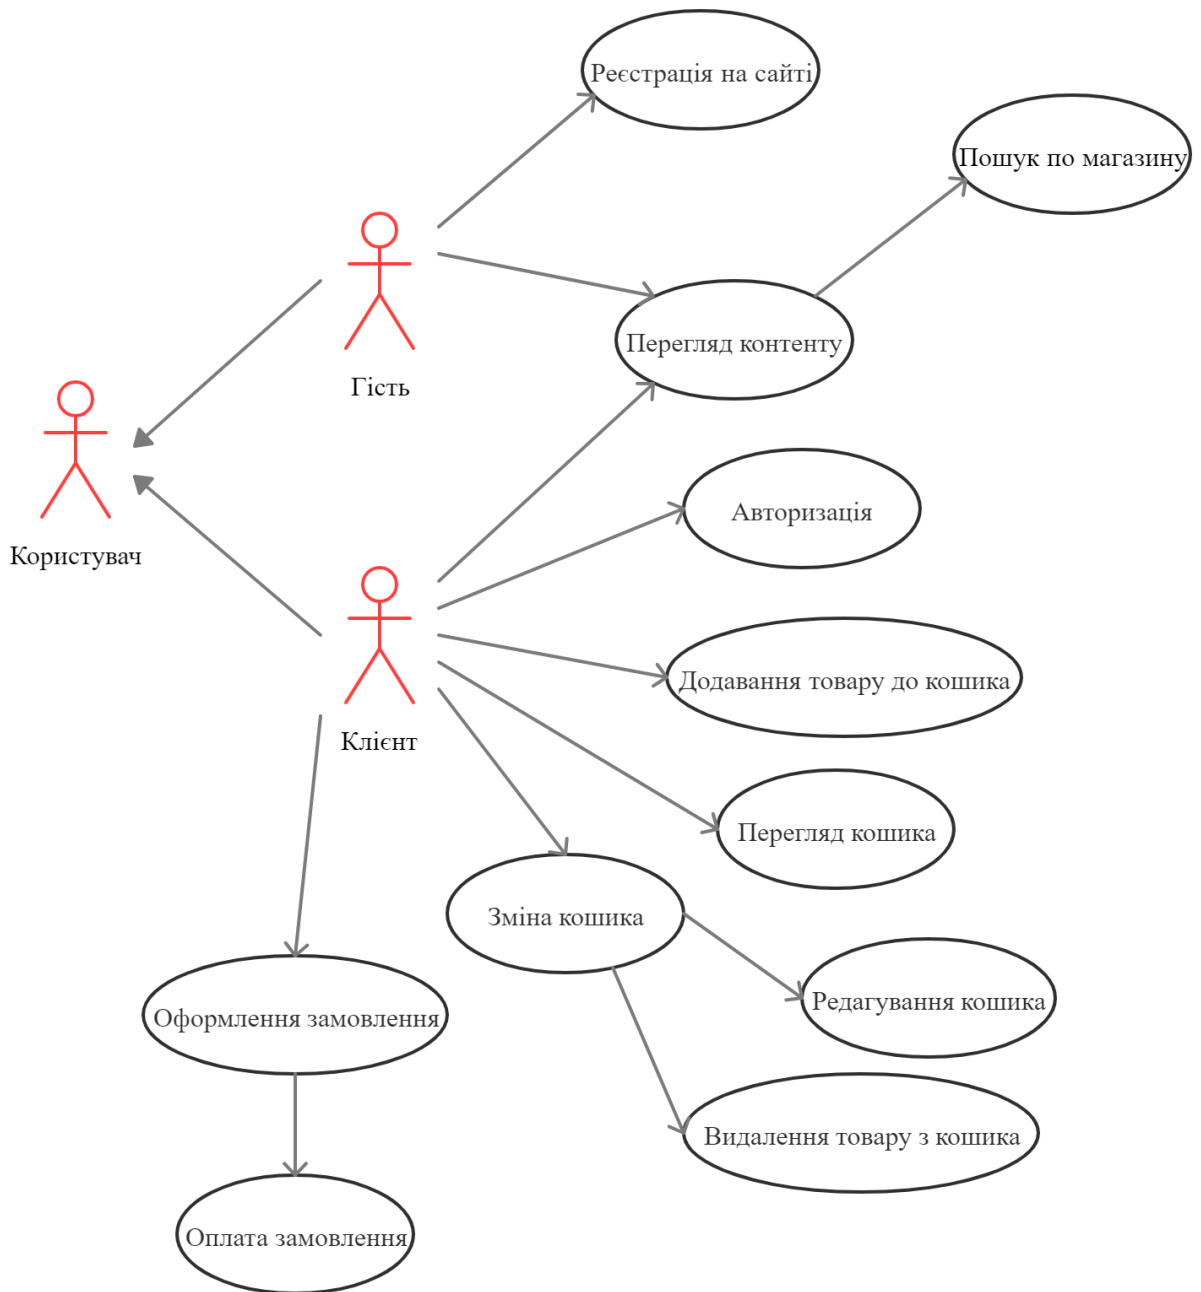 Реєстрація на сайті
Пошук по магазину
Перегляд контенту
Гість
Авторизація
Користувач
Додавання товару до кошика
Клієнт
Перегляд кошика
Зміна кошика
Редагування кошика
Оформлення замовлення
Видалення товару з кошика
Оплата замовлення